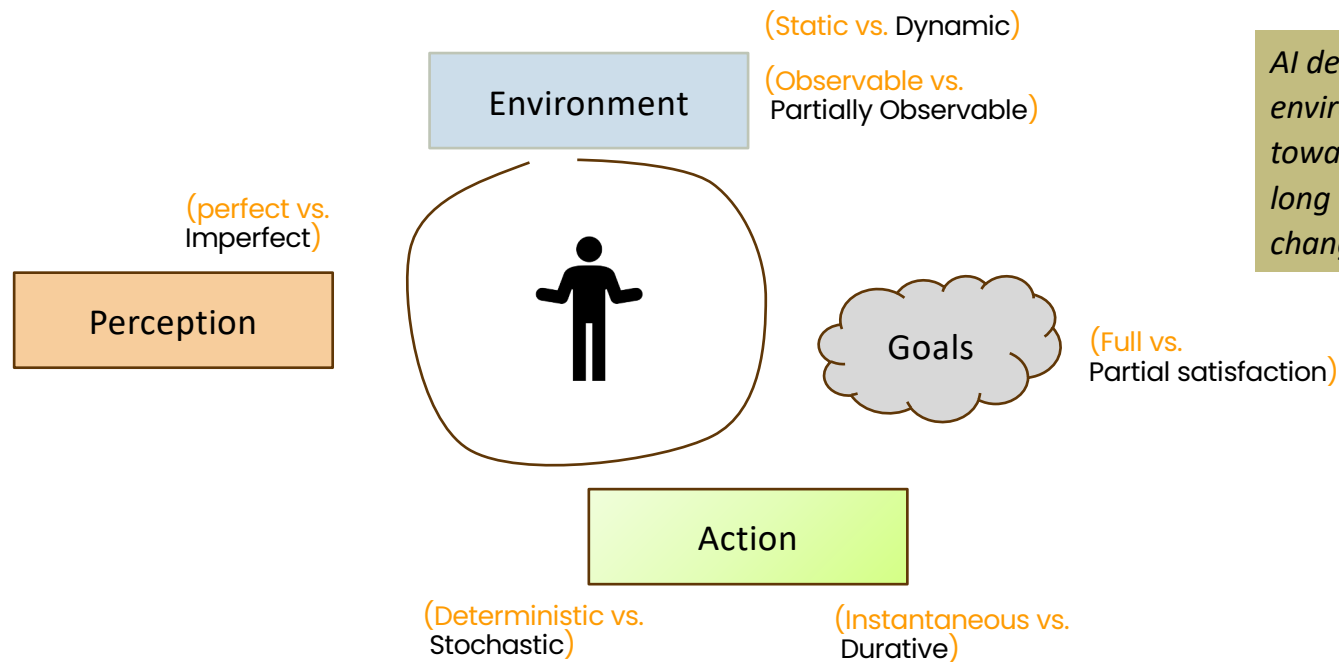 (Static vs. Dynamic)
Environment
(Observable vs.
Partially Observable)
AI
envir
towa
long
chang
(perfect vs.
Imperfect)
Perception
Goals
(Full vs.
Partial satisfaction)
Action
(Deterministic vs.
Stochastic)
(Instantaneous vs.
Durative)